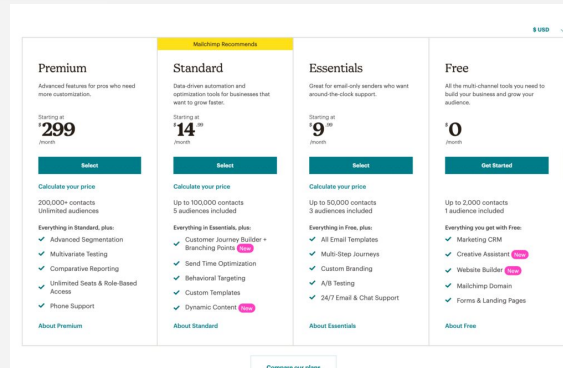 $ USD
Mailchimp Recommends
Premium
Advanced features for pros who need
more customization.
Starting at
$299
/month
Select
Calculate your price
200,000+ contacts
Unlimited audiences
Everything in Standard, plus:
Advanced Segmentation
Multivariate Testing
Comparative Reporting
Unlimited Seats & Role-Based
Access
Phone Support
About Premium
Standard
Data-driven automation and
optimization tools for businesses that
want to grow faster.
Starting at
$14.99
/month
Select
Calculate your price
Up to 100,000 contacts
5 audiences included
Everything in Essentials, plus:
Customer Journey Builder +
Branching Points New
Send Time Optimization
Behavioral Targeting
Custom Templates
Dynamic Content New
About Standard
Essentials
Great for email-only senders who want
around-the-clock support.
Starting at
$9.99
/month
Select
Calculate your price
Up to 50,000 contacts
3 audiences included
Everything in Free, plus:
All Email Templates
Multi-Step Journeys
Custom Branding
A/B Testing
24/7 Email & Chat Support
About Essentials
Free
All the multi-channel tools you need to
build your business and grow your
audience.
$0
/month
Get Started
Up to 2,000 contacts
1 audience included
Everything you get with Free:
Marketing CRM
Creative Assistant New
Website Builder New
Mailchimp Domain
Forms & Landing Pages
About Free
Compare our plans